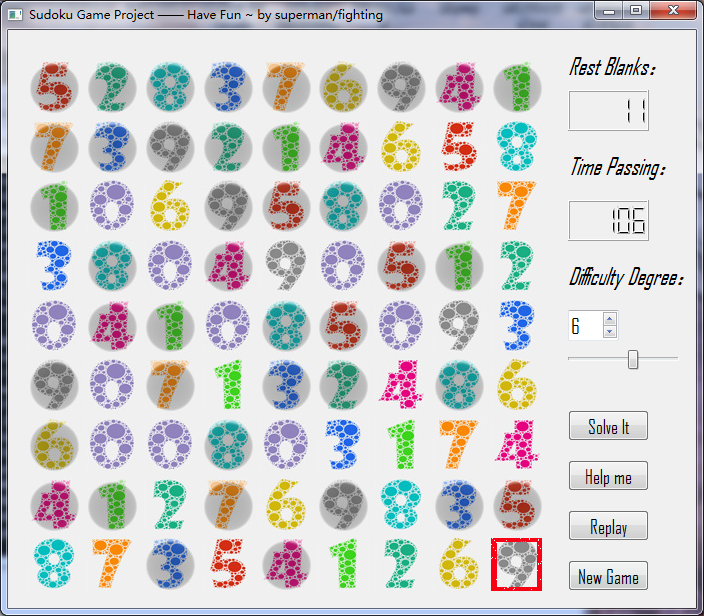 Sudoku Game Project —— Have Fun ~ by superman/fighting
Rest Blanks:
11
Time Passing:
106
Difficulty Degree:
6
Solve It
Help me
Replay
New Game
5 2 8 3 7 6 9 4 1
7 3 9 2 1 4 6 5 8
1 0 6 9 5 8 0 2 7
3 8 0 4 9 0 5 1 2
0 4 1 0 8 5 0 9 3
9 0 7 1 3 2 4 8 6
6 0 0 8 0 3 1 7 4
4 1 2 7 6 9 8 3 5
8 7 3 5 4 1 2 6 9